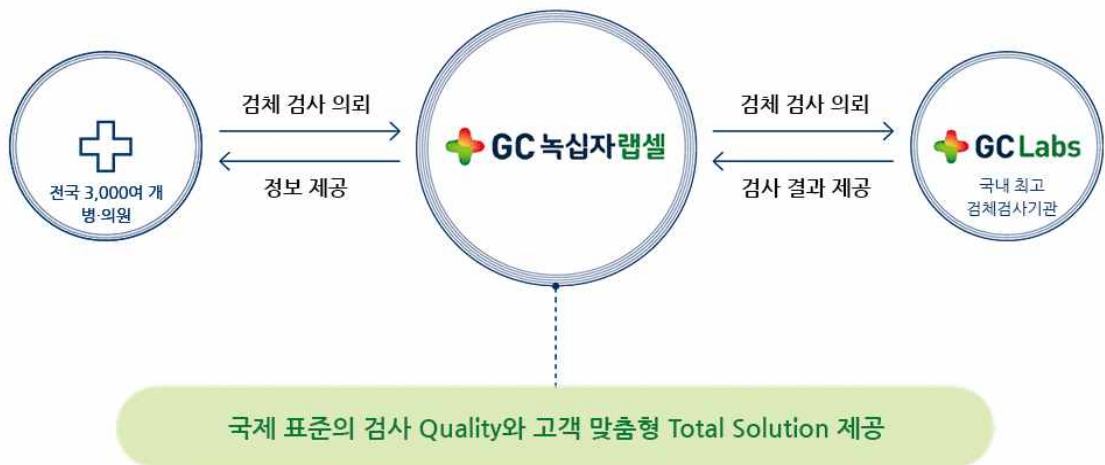 전국 3,000여 개
병·의원
검체 검사 의뢰
정보 제공
GC 녹십자랩셀
검체 검사 의뢰
검사 결과 제공
GC Labs
국내 최고
검체검사기관
국제 표준의 검사 Quality와 고객 맞춤형 Total Solution 제공